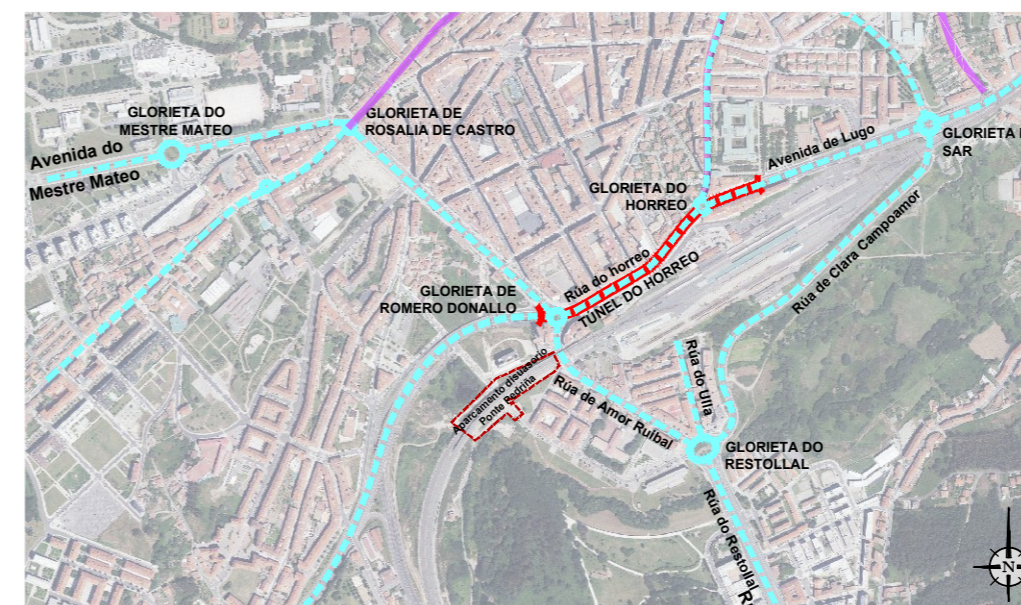 GLORIETA DO
MESTRE MATEO
GLORIETA DE
ROSALIA DE CASTRO
Avenida do
Mestre Mateo
Avenida de Lugo
GLORIETA
SAR
GLORIETA DO
HORREO
Rúa do horreo
TÚNEL DO HORREO
Rúa de Clara Campoamor
GLORIETA DE
ROMERO DONALLO
Aparcamento disuasorio
Ponte Pedriña
Rúa do Ulla
Rúa de Amor Ruibal
GLORIETA DO
RESTOLLAL
Rúa do Restollal
N